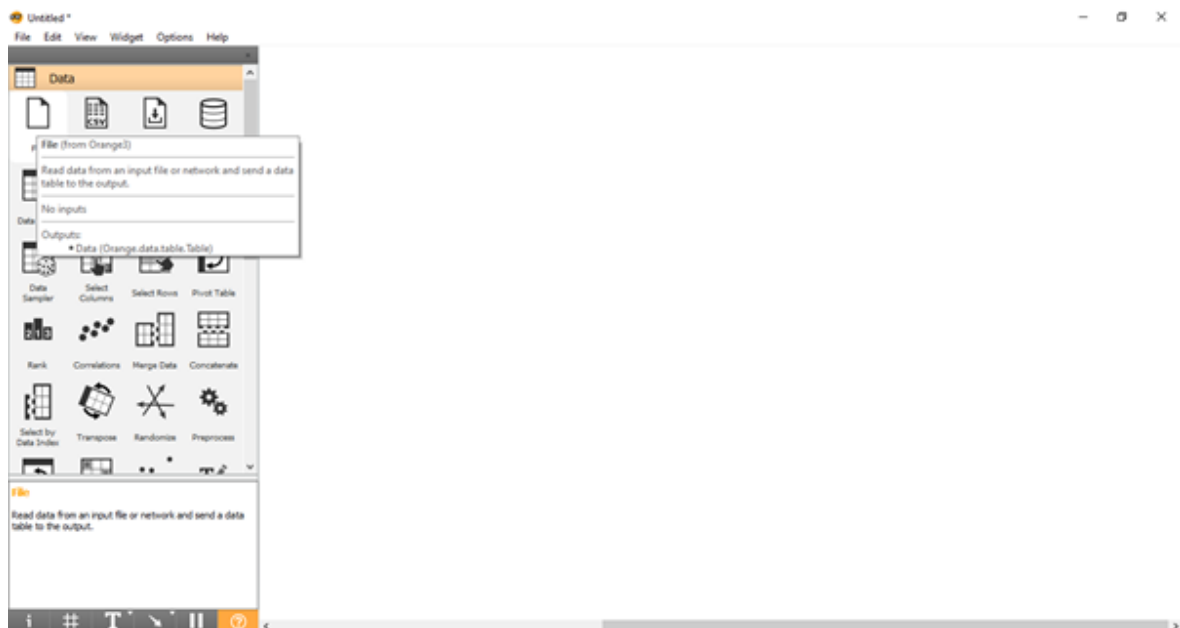 Untitled *
File Edit View Widget Options Help
Data
CSV
File (from Orange3)
Read data from an input file or network and send a data
table to the output.
No inputs
Outputs:
• Data (Orange.data.table.Table)
Data
Data
Sampler
Select
Columns
Select Rows
Pivot Table
Rank
Correlations
Merge Data
Concatenate
Select by
Data Index
Transpose
Randomize
Preprocess
File
Read data from an input file or network and send a data
table to the output.